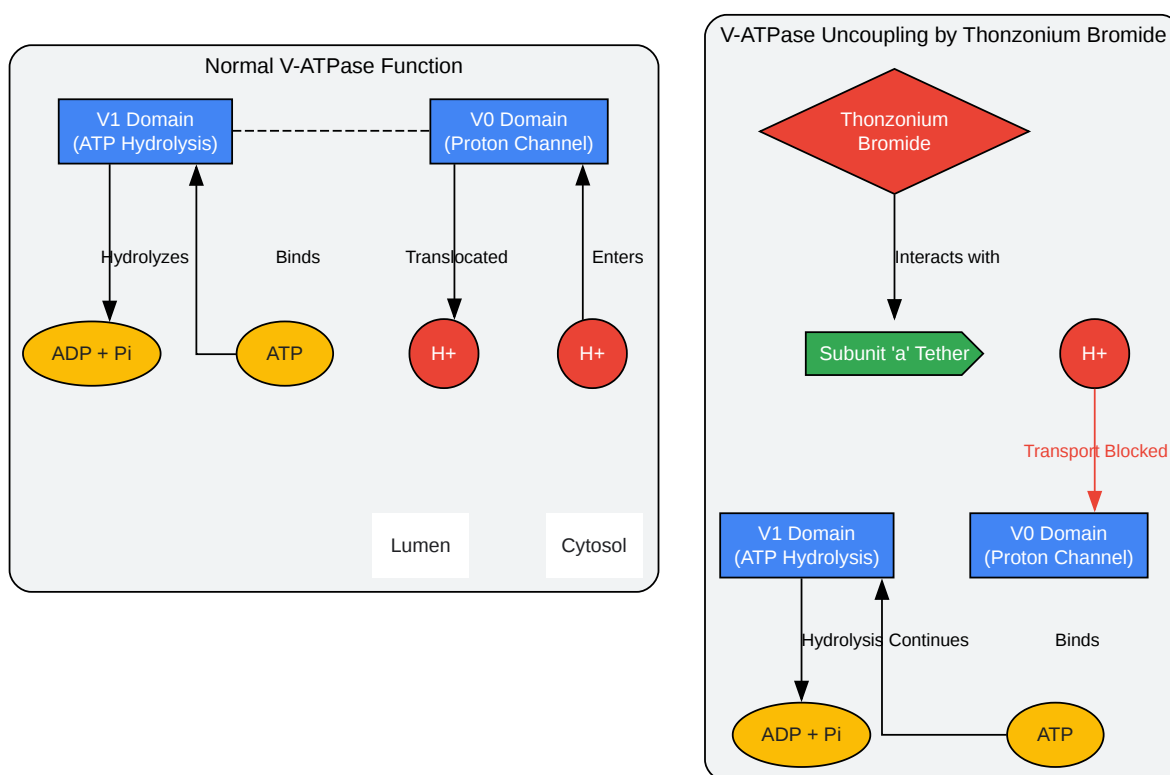 Normal V-ATPase Function
V1 Domain
(ATP Hydrolysis)
V0 Domain
(Proton Channel)
Hydrolyzes
Binds
Translocated
Enters
ADP + Pi
ATP
H+
H+
Lumen
Cytosol
V-ATPase Uncoupling by Thonzonium Bromide
Thonzonium
Bromide
Interacts with
Subunit 'a' Tether
H+
Transport Blocked
V1 Domain
(ATP Hydrolysis)
V0 Domain
(Proton Channel)
Hydrolysis Continues
Binds
ADP + Pi
ATP